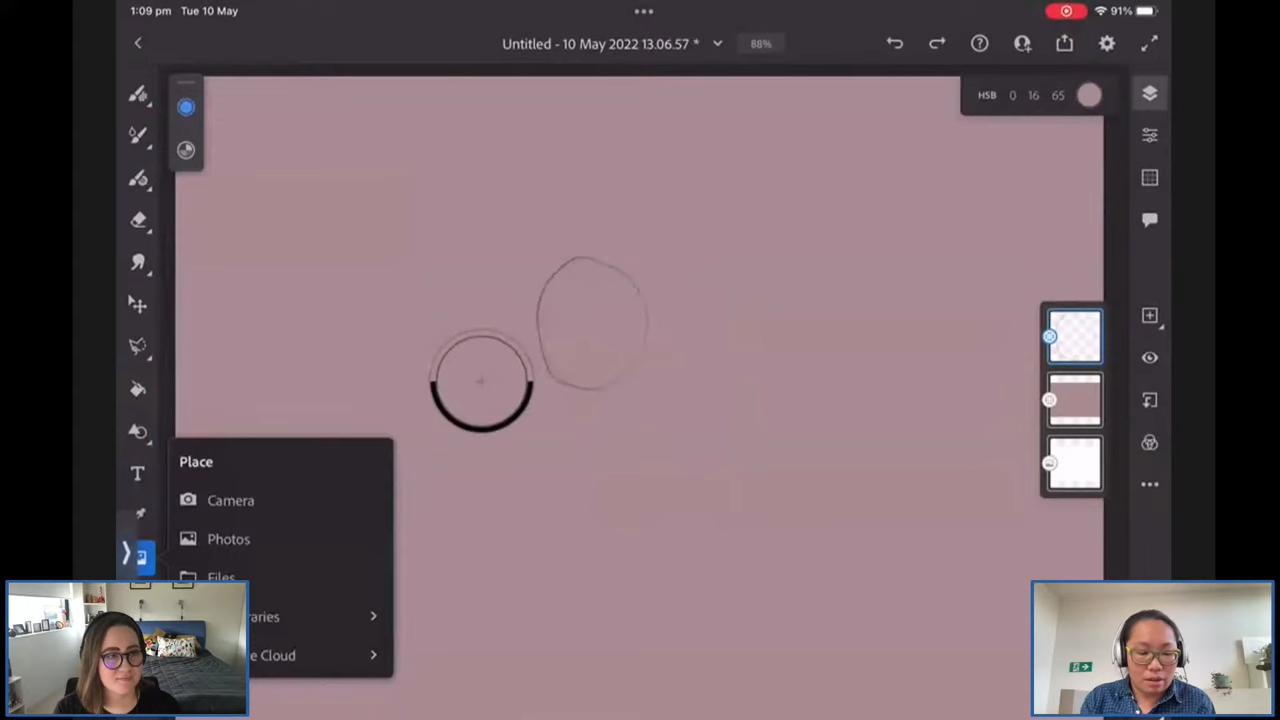 1:09 pm Tue 10 May
91%
Untitled - 10 May 2022 13.06.57 *
88%
HSB 0 16 65
T
Place
Camera
Photos
Files
raries
e Cloud